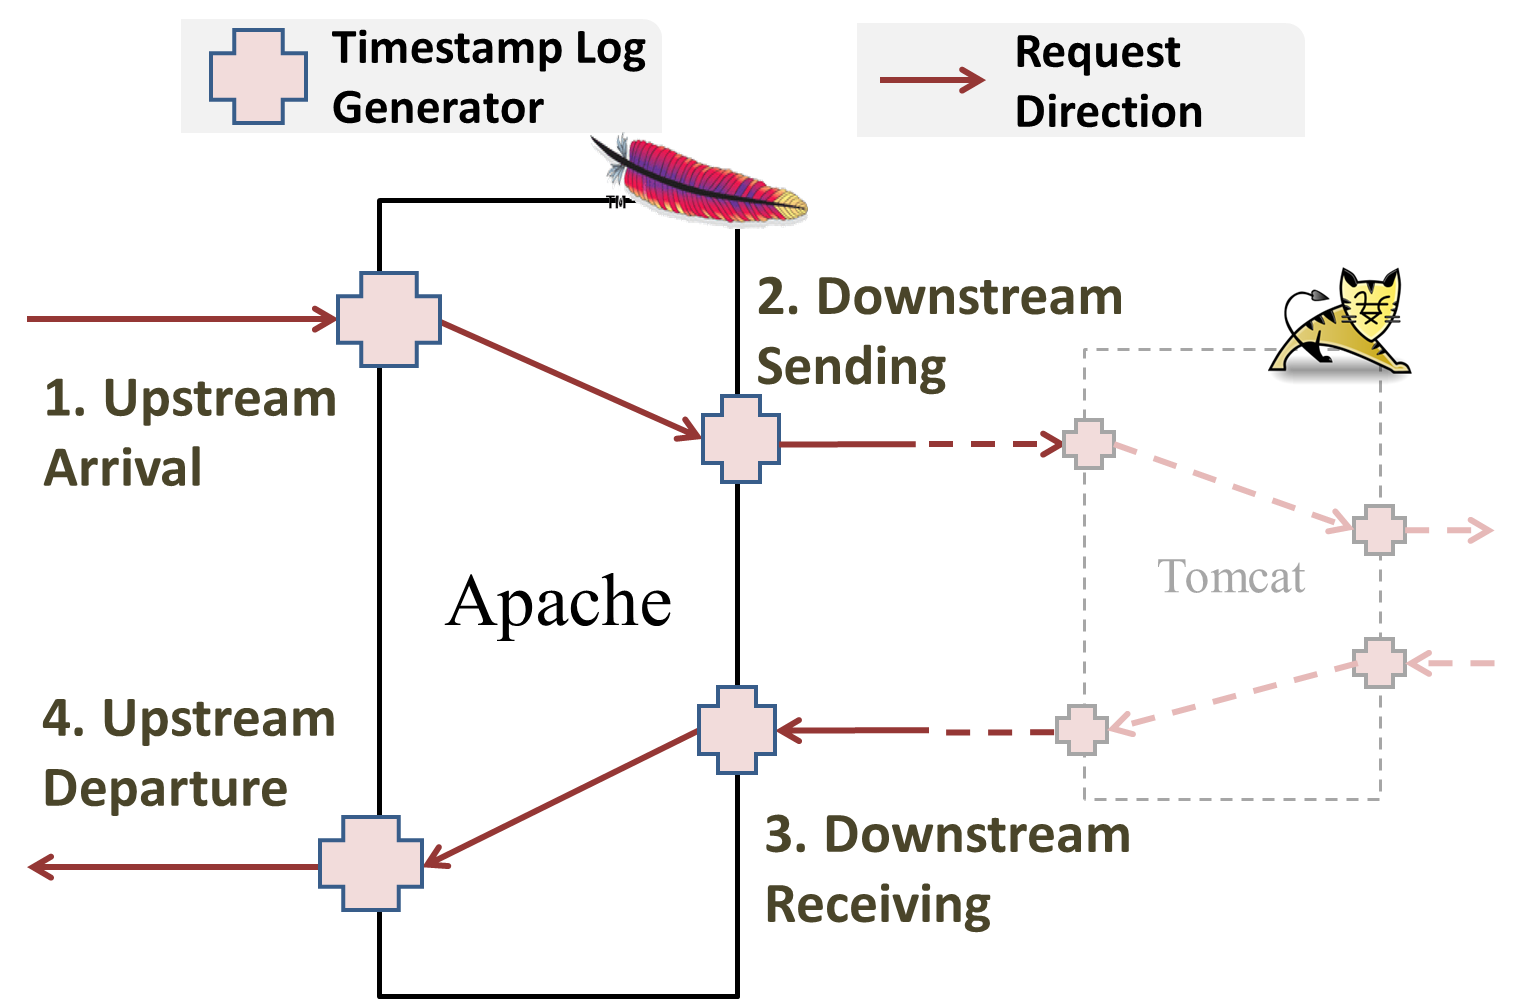 Timestamp Log
Generator
Request
Direction
TM
2. Downstream
Sending
1. Upstream
Arrival
Tomcat
Apache
4. Upstream
Departure
3. Downstream
Receiving